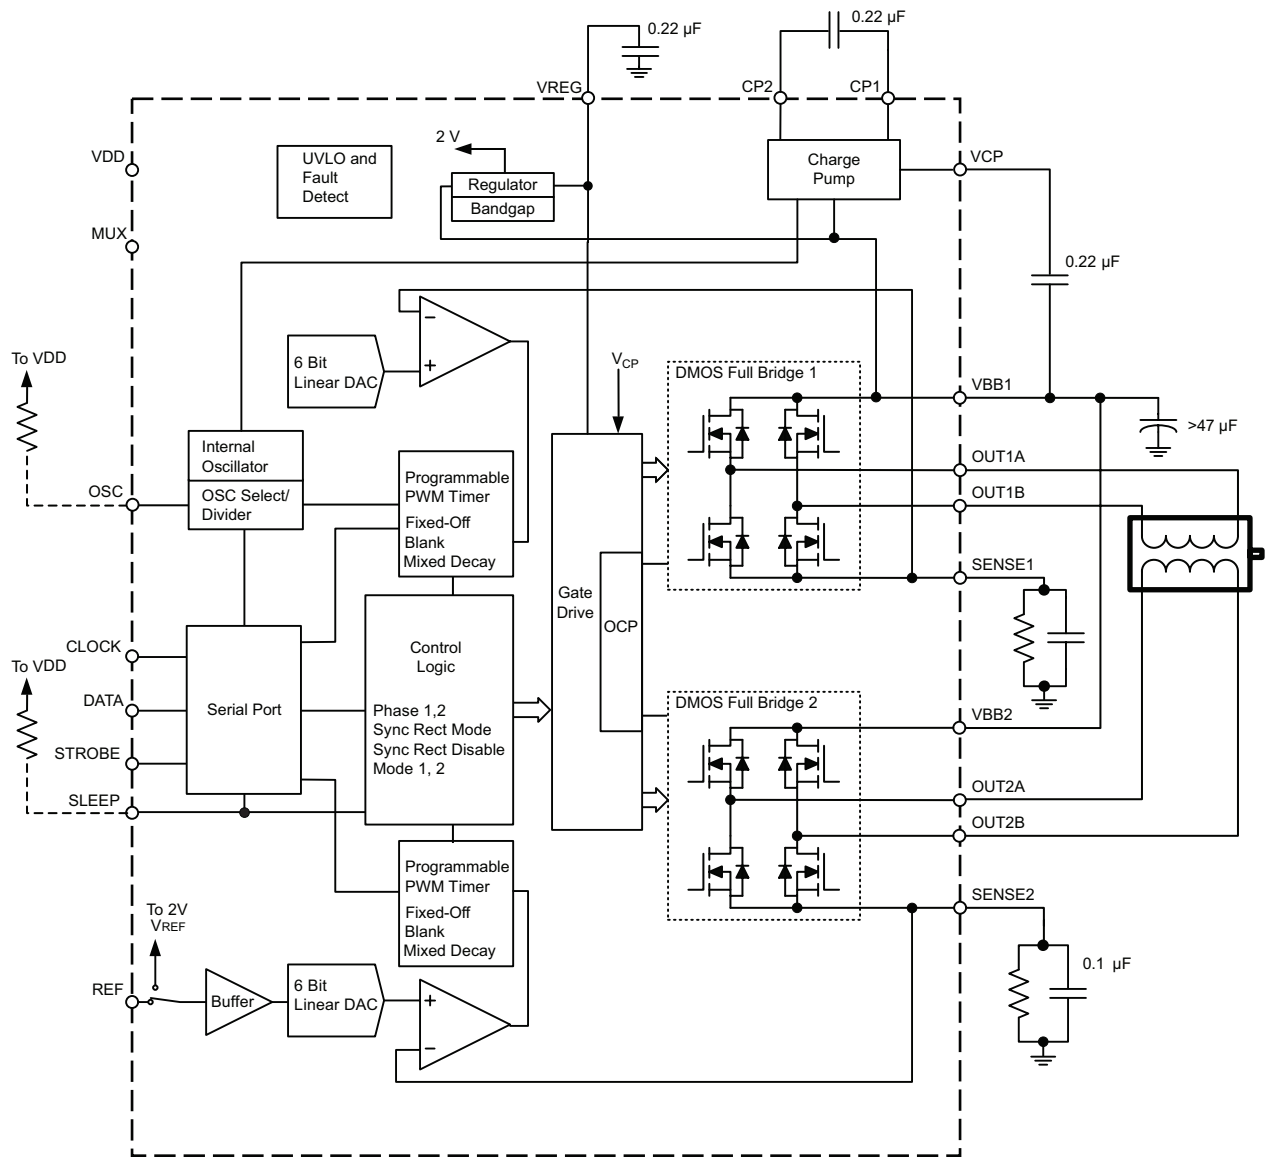 0.22 µF
0.22 µF
VREG
CP2
CP1
VDD
UVLO and
Fault
Detect
2 V
Regulator
Bandgap
Charge
Pump
VCP
MUX
0.22 µF
−
+
6 Bit
Linear DAC
To VDD
VCP
DMOS Full Bridge 1
VBB1
>47 µF
Internal
Oscillator
OSC Select/
Divider
OSC
Programmable
PWM Timer
Fixed-Off
Blank
Mixed Decay
OUT1A
OUT1B
SENSE1
Gate
Drive
OCP
CLOCK
To VDD
DATA
STROBE
SLEEP
Serial Port
Control
Logic
Phase 1,2
Sync Rect Mode
Sync Rect Disable
Mode 1, 2
DMOS Full Bridge 2
VBB2
OUT2A
OUT2B
Programmable
PWM Timer
Fixed-Off
Blank
Mixed Decay
SENSE2
To 2V
VREF
REF
Buffer
6 Bit
Linear DAC
+
−
0.1 µF